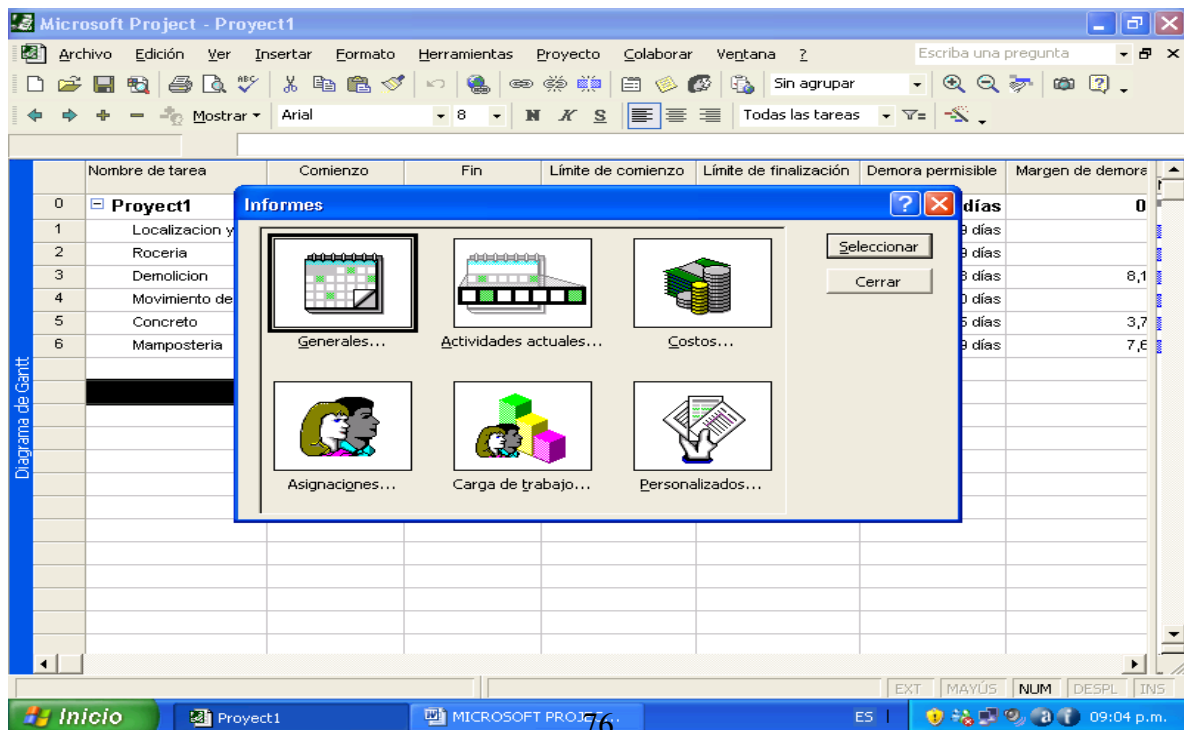 Microsoft Project - Proyect1
Archivo Edición Ver Insertar Formato Herramientas Proyecto Colaborar Ventana ? Escriba una pregunta
Sin agrupar
Mostrar Arial 8 N K S Todas las tareas
Nombre de tarea Comienzo Fin Límite de comienzo Límite de finalización Demora permisible Margen de demora
0 Proyect1 días 0
1 Localizacion y días
2 Roceria días
3 Demolicion días 8,1
4 Movimiento de días
5 Concreto días 3,7
6 Mamposteria días
Diagrama de Gantt
Informes
Seleccionar
Cerrar
Generales... Actividades actuales... Costos...
Asignaciones... Carga de trabajo... Personalizados...
EXT MAYÚS NUM DESPL INS
Inicio Proyect1 MICROSOFT ES 09:04 p.m.
76